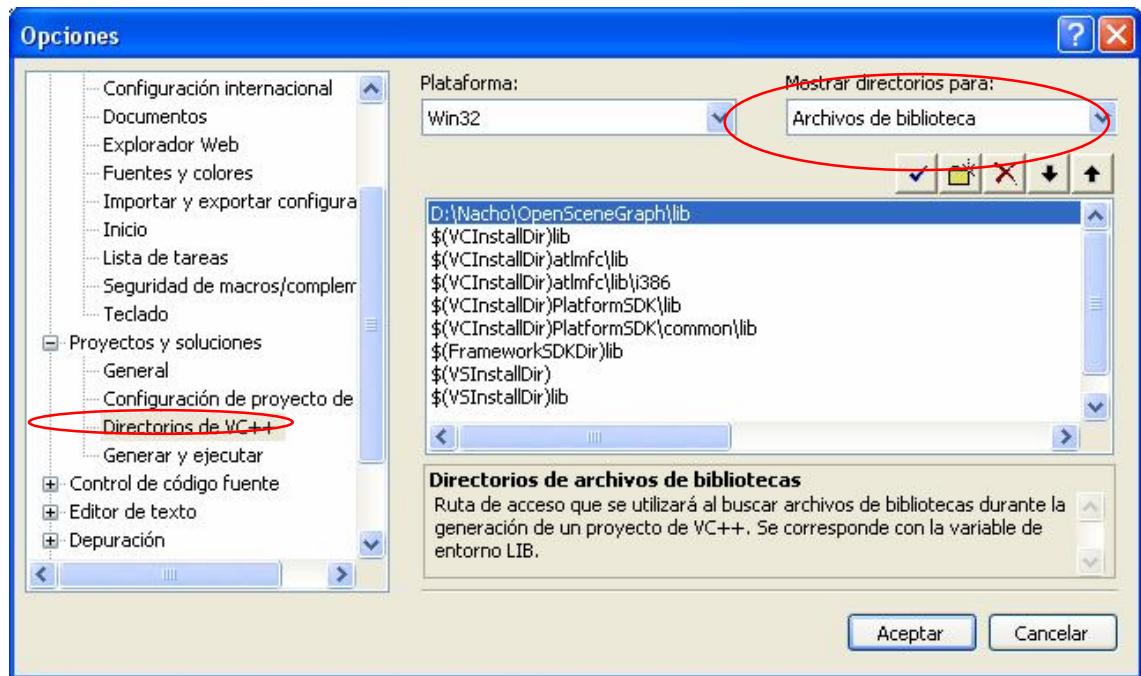 Opciones
Configuración internacional
Documentos
Explorador Web
Fuentes y colores
Importar y exportar configura
Inicio
Lista de tareas
Seguridad de macros/complem
Teclado
Proyectos y soluciones
General
Configuración de proyecto de
Directorios de VC++
Generar y ejecutar
Control de código fuente
Editor de texto
Depuración
Plataforma:
Win32
Mostrar directorios para:
Archivos de biblioteca
D:\Nacho\OpenSceneGraph\lib
$(VCInstallDir)lib
$(VCInstallDir)atlmfc\lib
$(VCInstallDir)atlmfc\lib\i386
$(VCInstallDir)PlatformSDK\lib
$(VCInstallDir)PlatformSDK\common\lib
$(FrameworkSDKDir)lib
$(VSInstallDir)
$(VSInstallDir)lib
Directorios de archivos de bibliotecas
Ruta de acceso que se utilizará al buscar archivos de bibliotecas durante la
generación de un proyecto de VC++. Se corresponde con la variable de
entorno LIB.
Aceptar
Cancelar